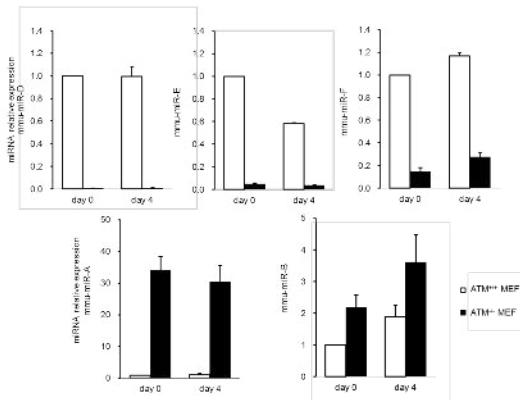 miRNA relative expression
mmu-miR-D
1.4
1.2
1.0
0.8
0.6
0.4
0.2
0.0
day 0
day 4
mmu-miR-E
1.4
1.2
1.0
0.8
0.6
0.4
0.2
0.0
day 0
day 4
mmu-miR-F
1.4
1.2
1.0
0.8
0.6
0.4
0.2
0.0
day 0
day 4
miRNA relative expression
mmu-miR-A
50
40
30
20
10
0
day 0
day 4
mmu-miR-B
5
4
3
2
1
0
day 0
day 4
ATM+/+ MEF
ATM-/- MEF